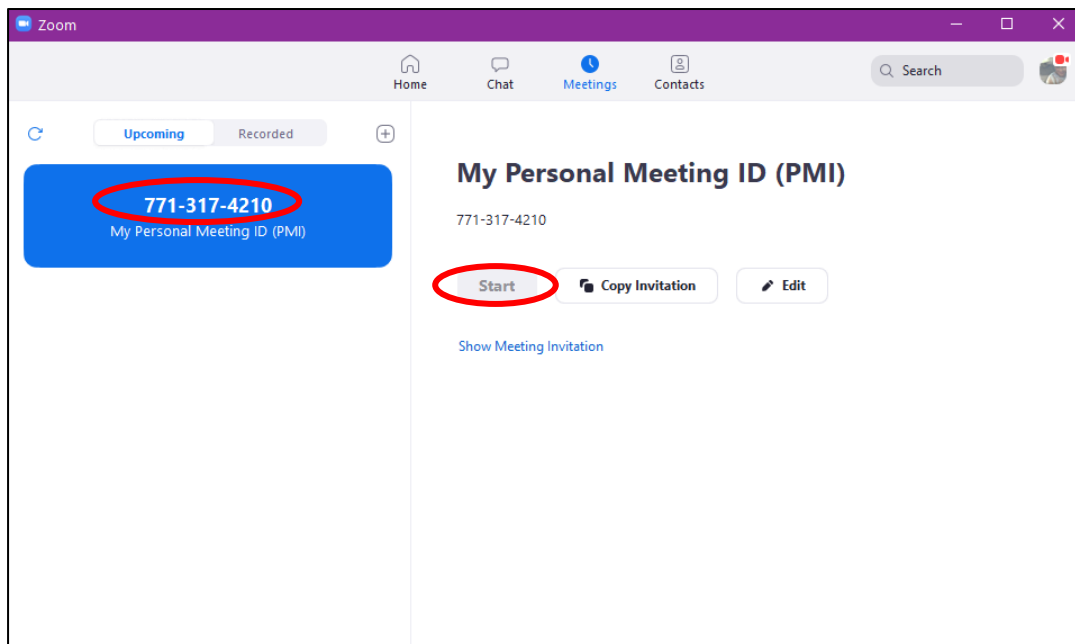 Zoom
Home Chat Meetings Contacts
Search
Upcoming Recorded
771-317-4210
My Personal Meeting ID (PMI)
My Personal Meeting ID (PMI)
771-317-4210
Start Copy Invitation Edit
Show Meeting Invitation